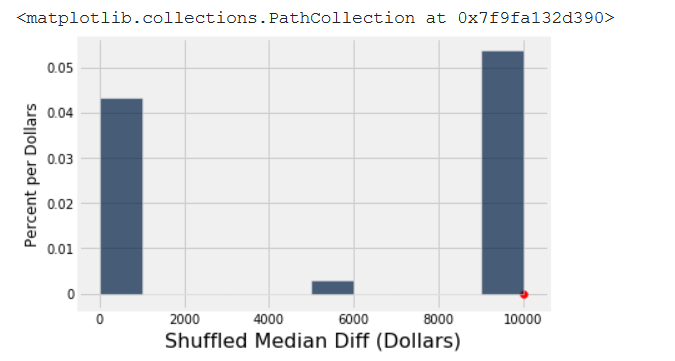 <matplotlib.collections.PathCollection at 0x7f9fa132d390>
0.05
0.04
0.03
0.02
0.01
0
Percent per Dollars
0 2000 4000 6000 8000 10000
Shuffled Median Diff (Dollars)